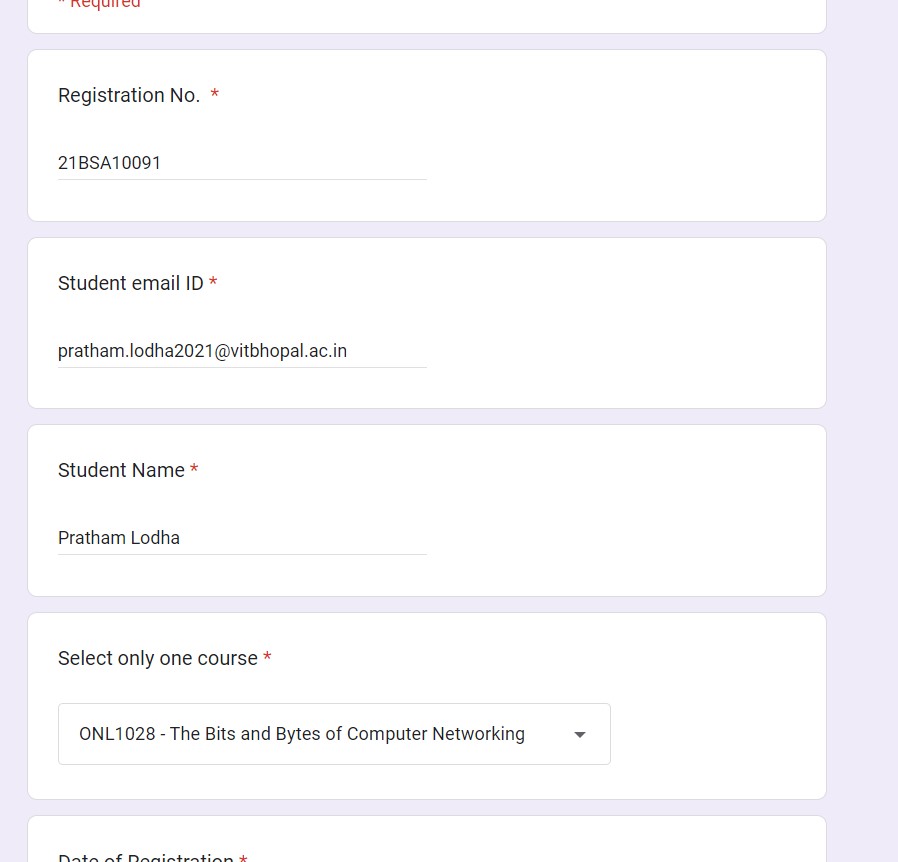 * Required
Registration No. *
21BSA10091
Student email ID *
pratham.lodha2021@vitbhopal.ac.in
Student Name *
Pratham Lodha
Select only one course *
ONL1028 - The Bits and Bytes of Computer Networking
Date of Registration *